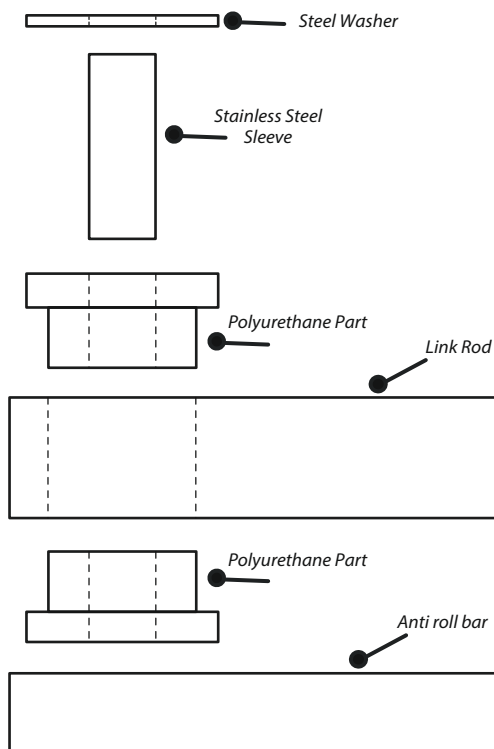 Steel Washer
Stainless Steel
Sleeve
Polyurethane Part
Link Rod
Polyurethane Part
Anti roll bar